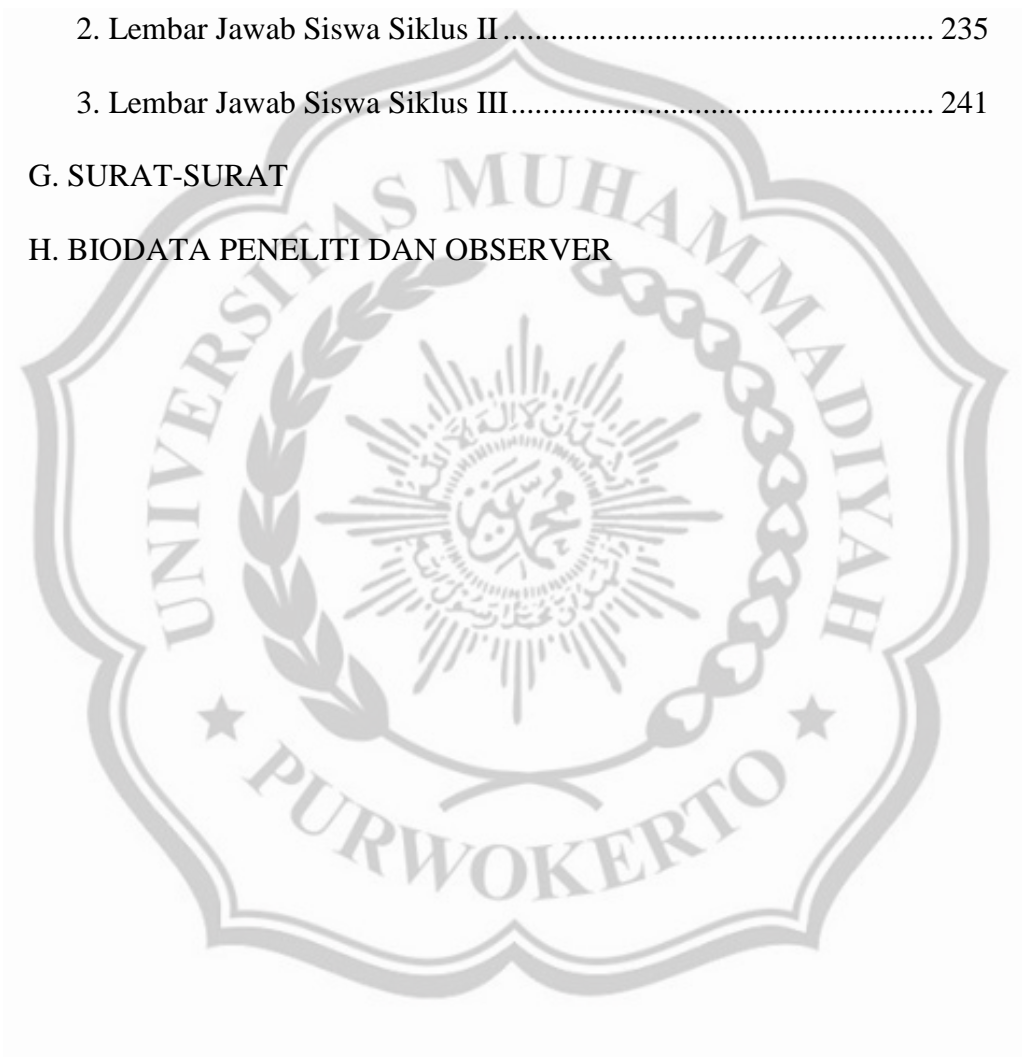 2. Lembar Jawab Siswa Siklus II ................................................ 235
3. Lembar Jawab Siswa Siklus III ............................................... 241
G. SURAT-SURAT
H. BIODATA PENELITI DAN OBSERVER
UNIVERSITAS MUHAMMADIYAH
PURWOKERTO